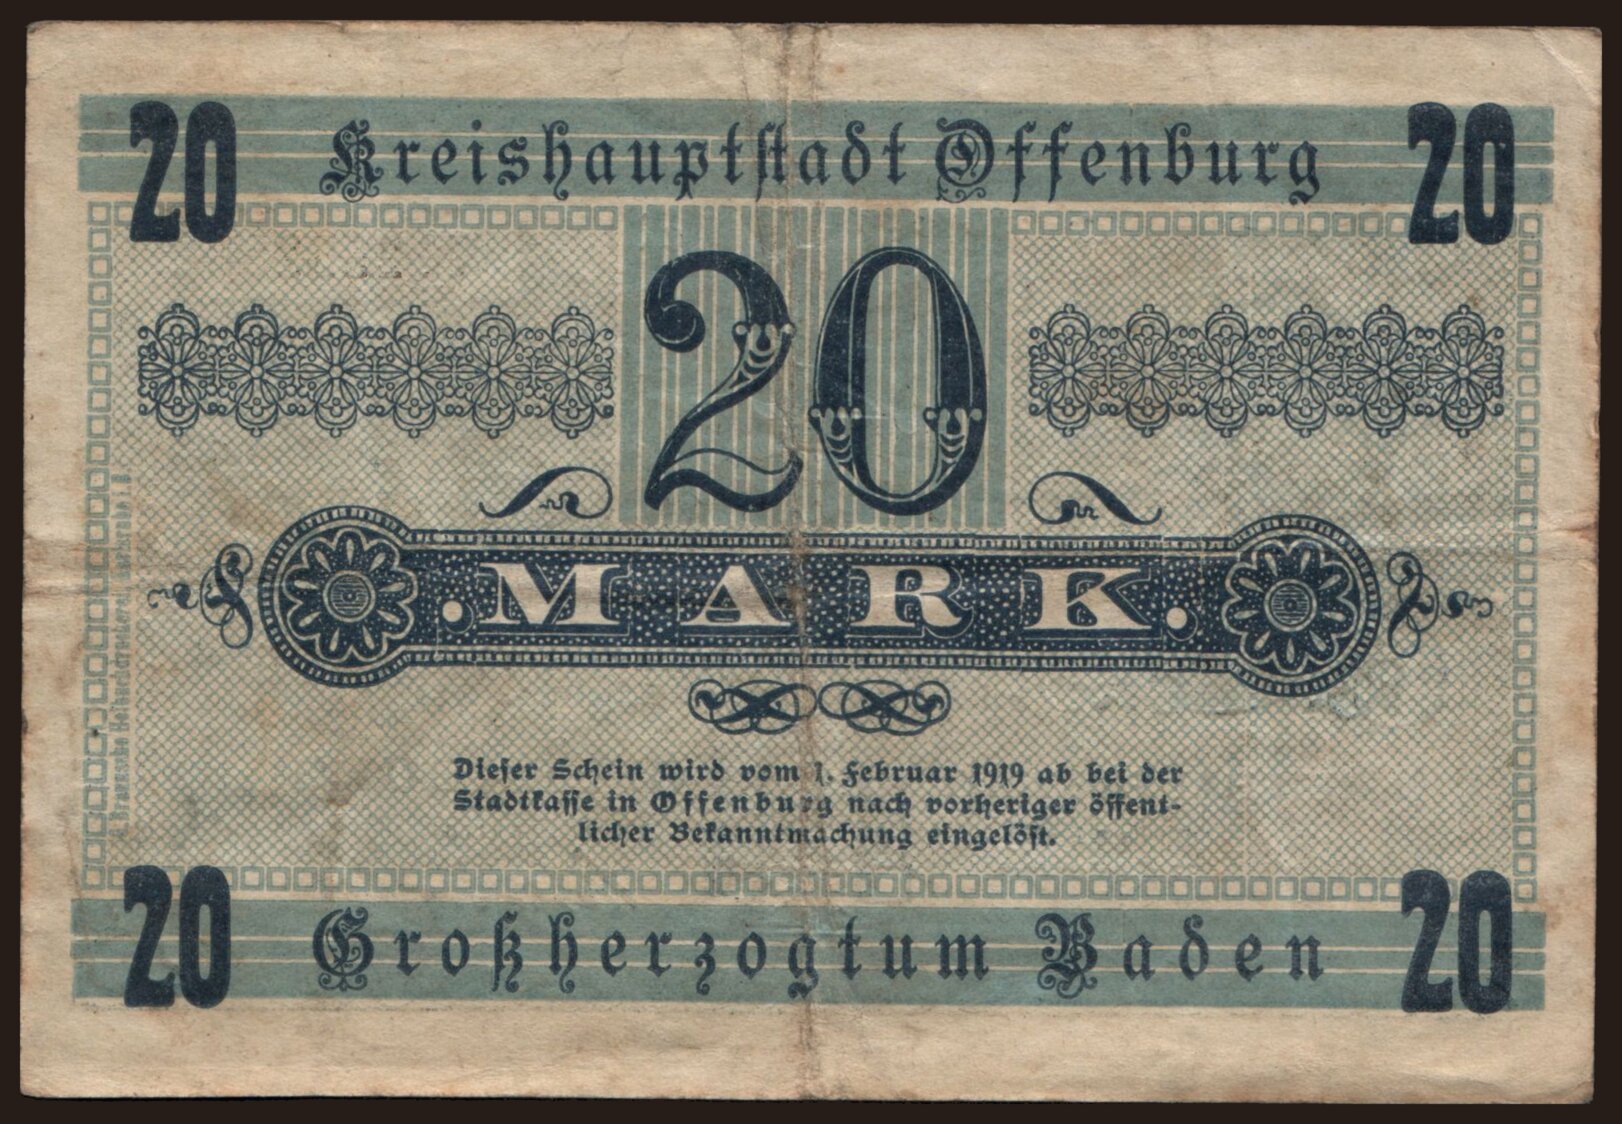 20 Kreishauptstadt Offenburg 20
20
MARK.
Dieser Schein wird vom 1. Februar 1919 ab bei der
Stadtkasse in Offenburg nach vorheriger öffent-
licher Bekanntmachung eingelöst.
20 Großherzogtum Baden 20